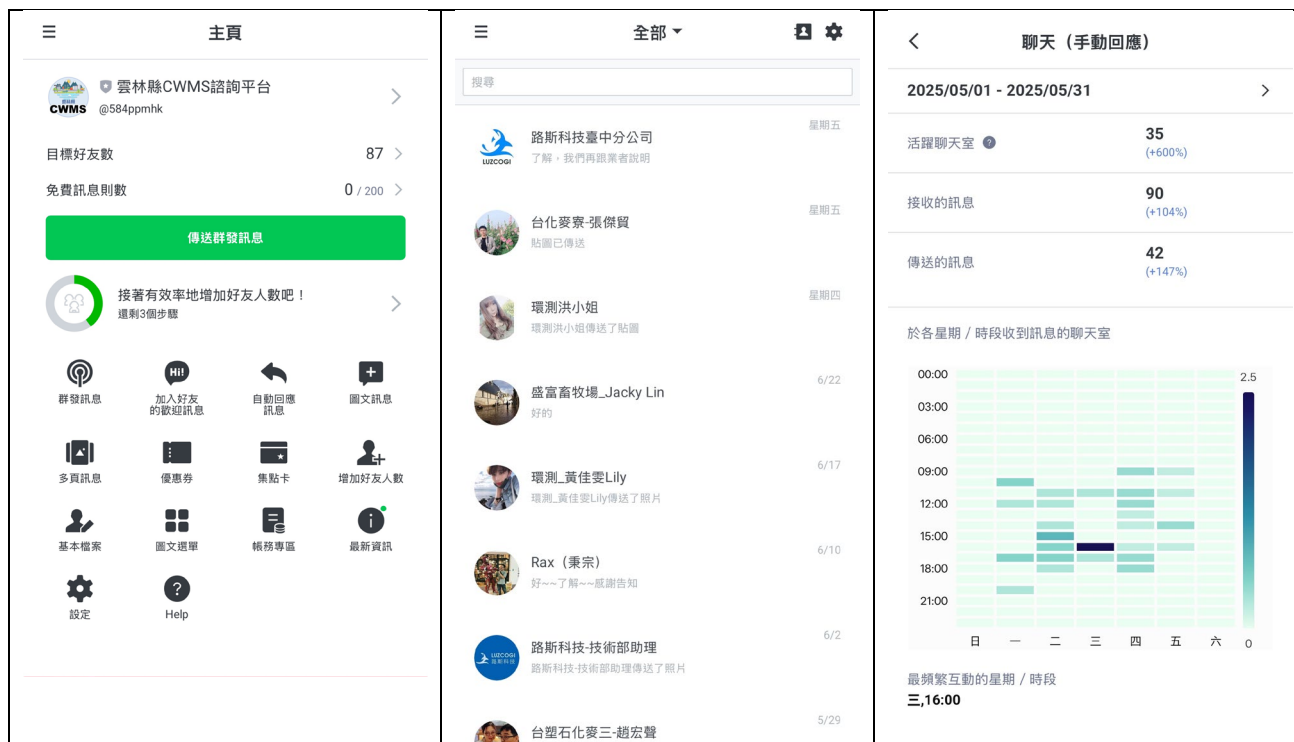 主頁
雲林縣CWMS諮詢平台
CWMS
@584ppmhk
目標好友數 87
免費訊息則數 0 / 200
傳送群發訊息
接著有效率地增加好友人數吧！
還剩3個步驟
群發訊息
Hi!
加入好友
的歡迎訊息
自動回應
訊息
圖文訊息
多頁訊息
優惠券
集點卡
增加好友人數
基本檔案
圖文選單
帳務專區
最新資訊
設定
Help
全部
搜尋
LUZCOGI
路斯科技臺中分公司 星期五
了解，我們再跟業者說明
台化麥寮-張傑貿 星期五
貼圖已傳送
環測洪小姐 星期四
環測洪小姐傳送了貼圖
盛富畜牧場_Jacky Lin 6/22
好的
環測_黃佳雯Lily 6/17
環測_黃佳雯Lily傳送了照片
Rax（秉宗） 6/10
好~~了解~~感謝告知
LUZCOGI
路斯科技
路斯科技-技術部助理 6/2
路斯科技-技術部助理傳送了照片
台塑石化麥三-趙宏聲 5/29
聊天（手動回應）
2025/05/01 - 2025/05/31
活躍聊天室 ? 35
(+600%)
接收的訊息 90
(+104%)
傳送的訊息 42
(+147%)
於各星期 / 時段收到訊息的聊天室
00:00
03:00
06:00
09:00
12:00
15:00
18:00
21:00
2.5
0
日 一 二 三 四 五 六
最頻繁互動的星期 / 時段
三,16:00